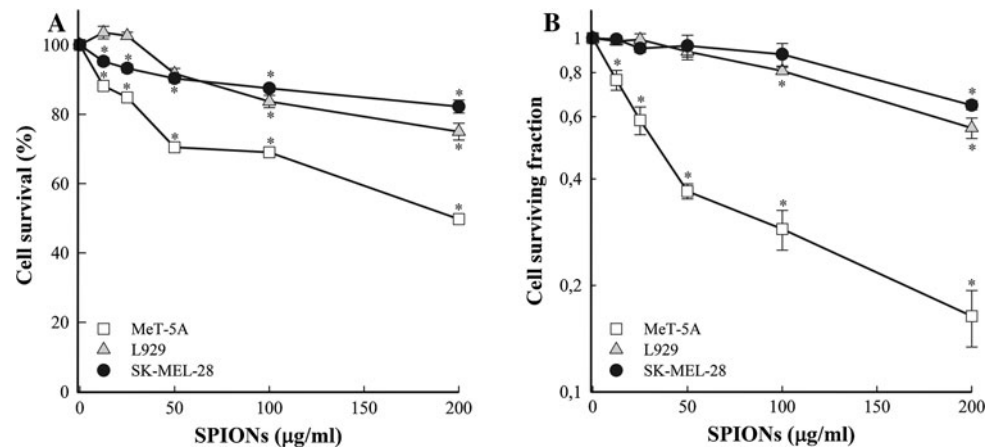 A
Cell survival (%)
100
80
60
40
20
0
MeT-5A
L929
SK-MEL-28
0 50 100 150 200
SPIONs (µg/ml)
B
Cell surviving fraction
1
0,8
0,6
0,4
0,2
0,1
MeT-5A
L929
SK-MEL-28
0 50 100 150 200
SPIONs (µg/ml)